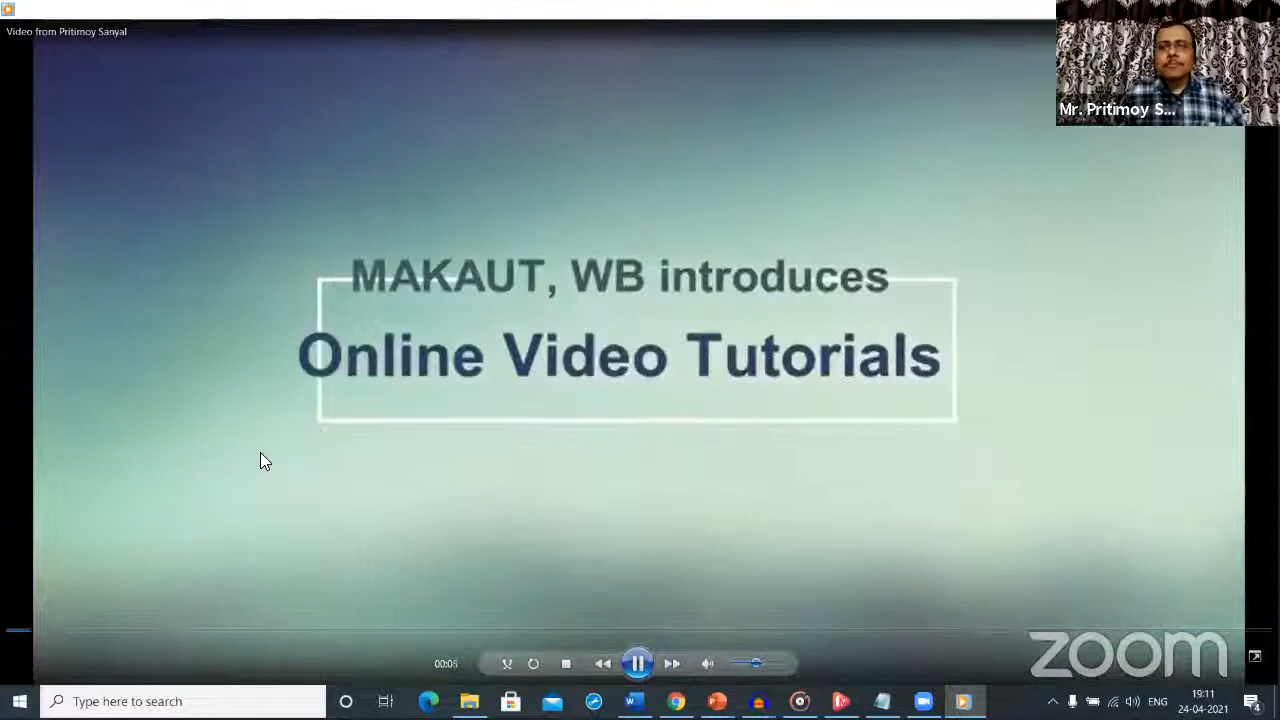 Video from Pritimoy Sanyal
Mr. Pritimoy S...
MAKAUT, WB introduces
Online Video Tutorials
00:05
zoom
Type here to search
ENG
19:11
24-04-2021
4